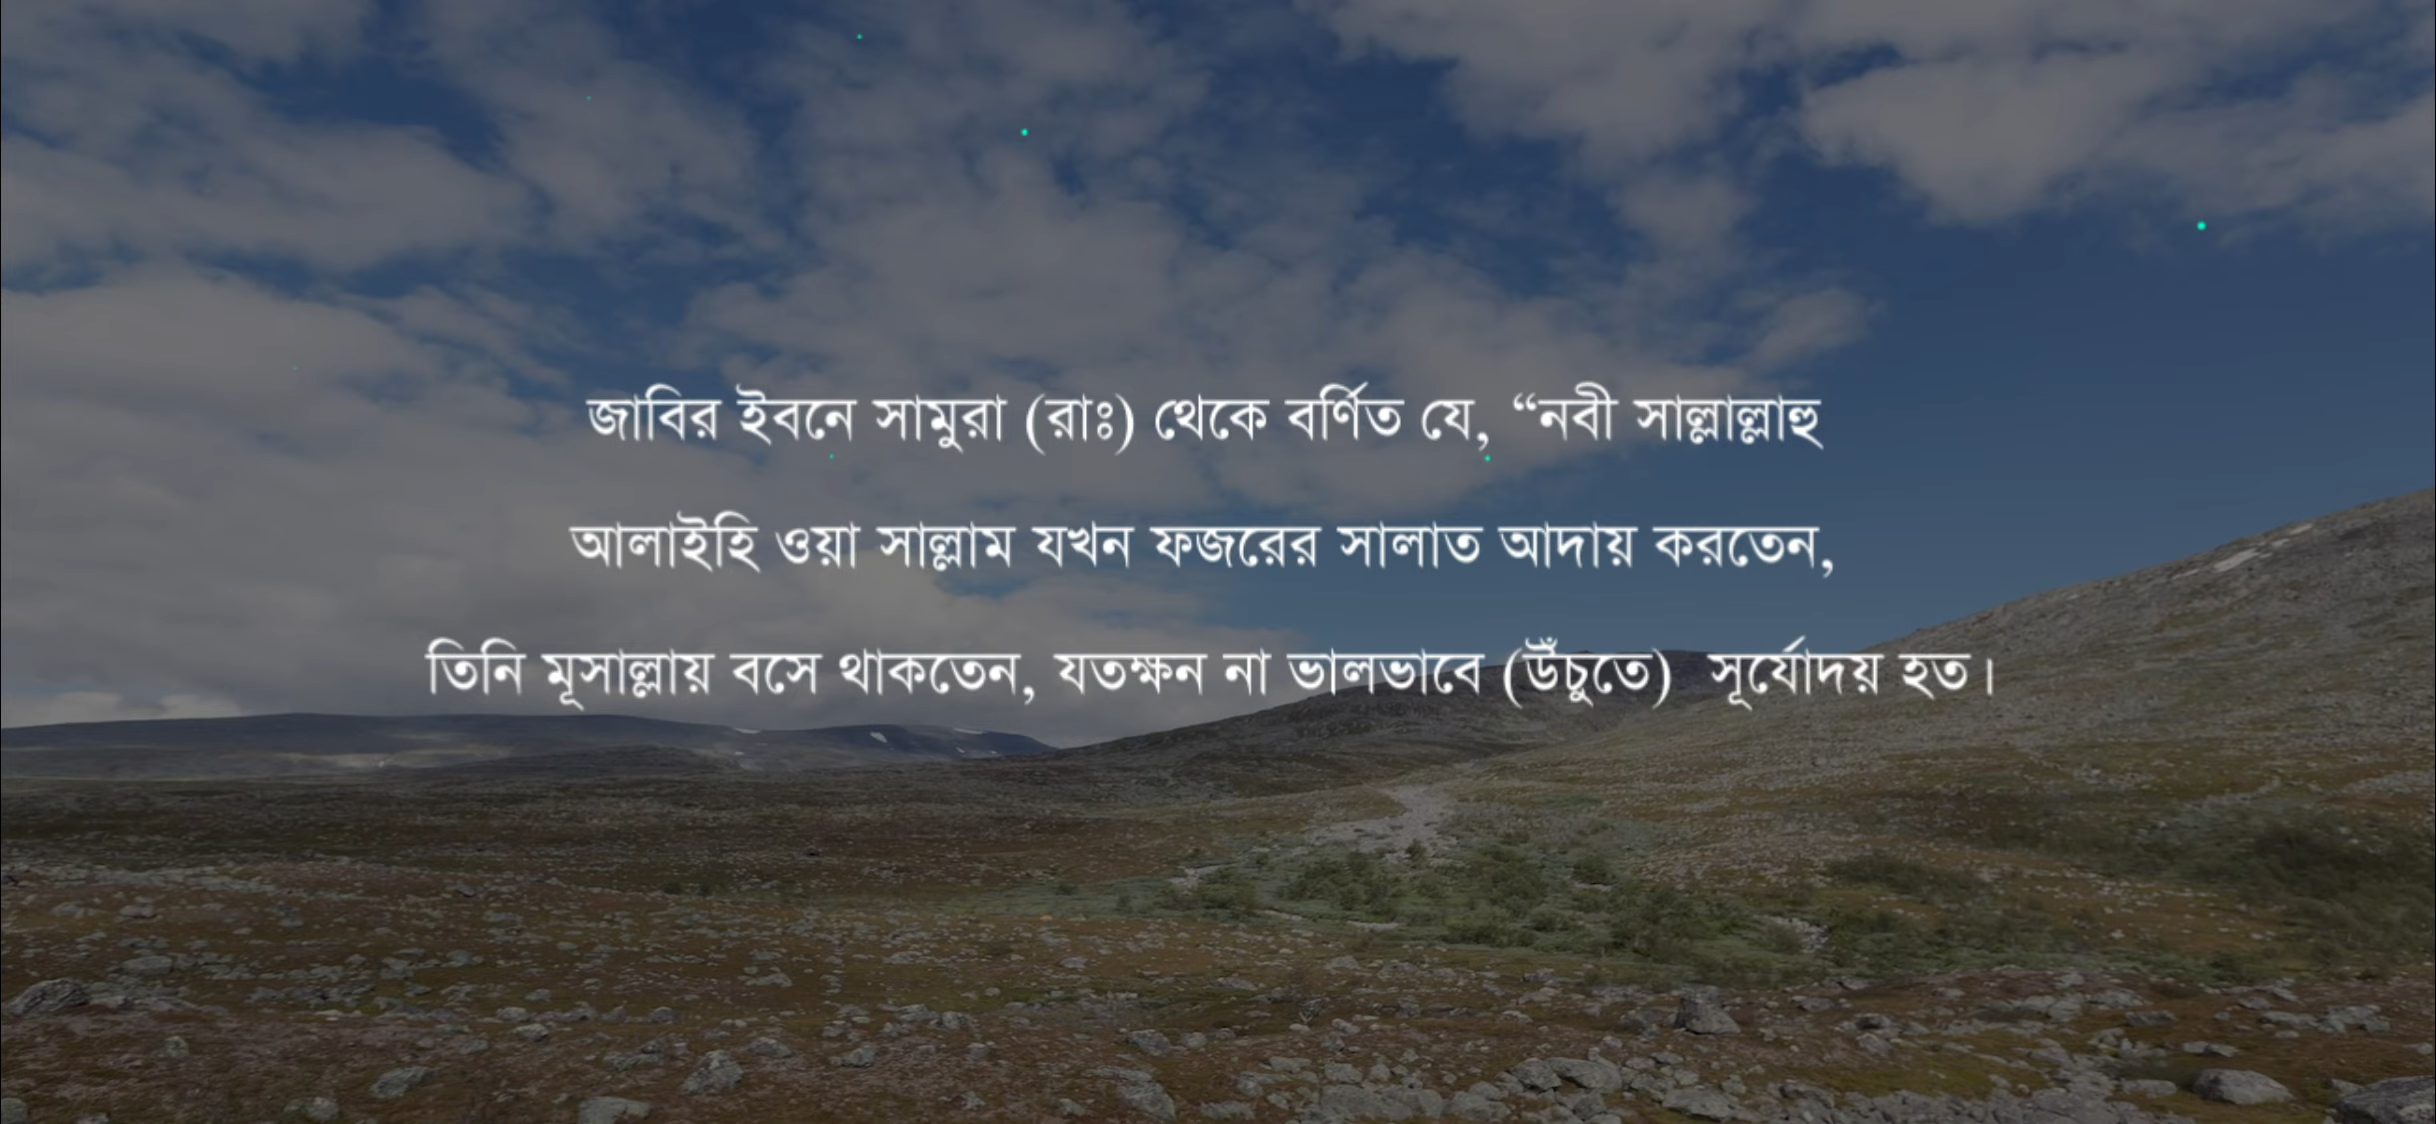 জাবির ইবনে সামুরা (রাঃ) থেকে বর্ণিত যে, “নবী সাল্লাল্লাহু
আলাইহি ওয়া সাল্লাম যখন ফজরের সালাত আদায় করতেন,
তিনি মূসাল্লায় বসে থাকতেন, যতক্ষন না ভালভাবে (উঁচুতে)  সূর্যোদয় হত।